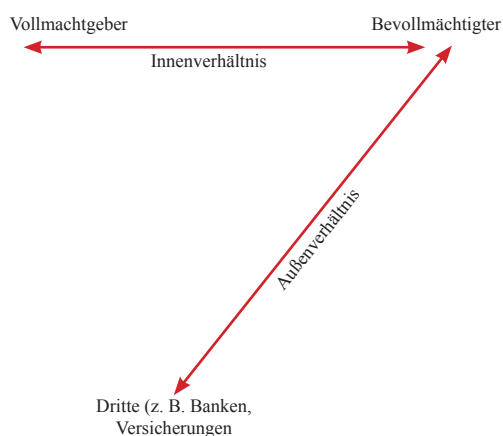 Vollmachtgeber
Bevollmächtigter
Innenverhältnis
Außenverhältnis
Dritte (z. B. Banken,
Versicherungen